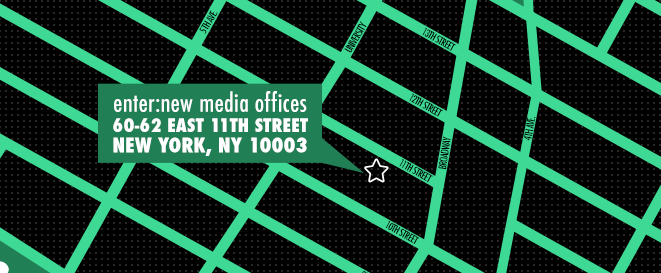 5TH AVE.
UNIVERSITY
13TH STREET
enter:new media offices
60-62 EAST 11TH STREET
NEW YORK, NY 10003
12TH STREET
4TH AVE.
BROADWAY
11TH STREET
10TH STREET